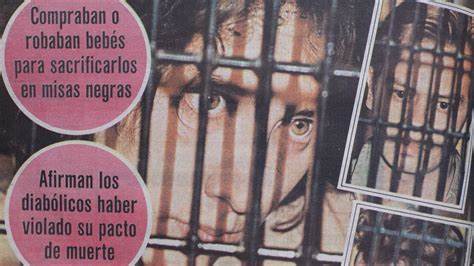 Compraban o
robaban bebés
para sacrificarlos
en misas negras
Afirman los
diabólicos haber
violado su pacto
de muerte